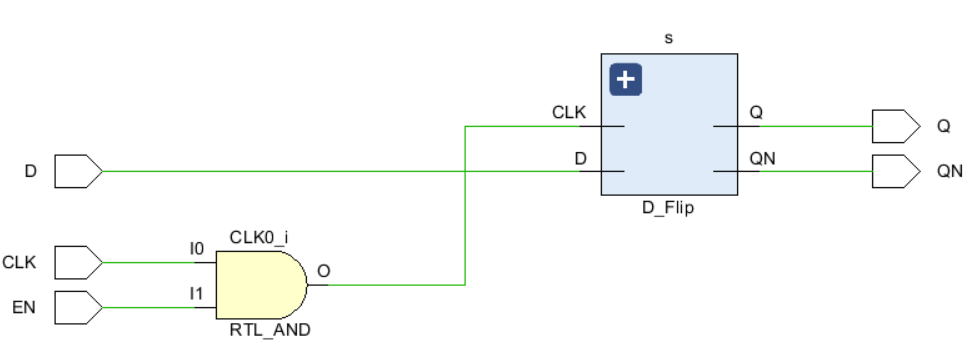 s
CLK
Q
Q
D
D
QN
QN
D_Flip
CLK
I0
CLK0_i
O
EN
I1
RTL_AND